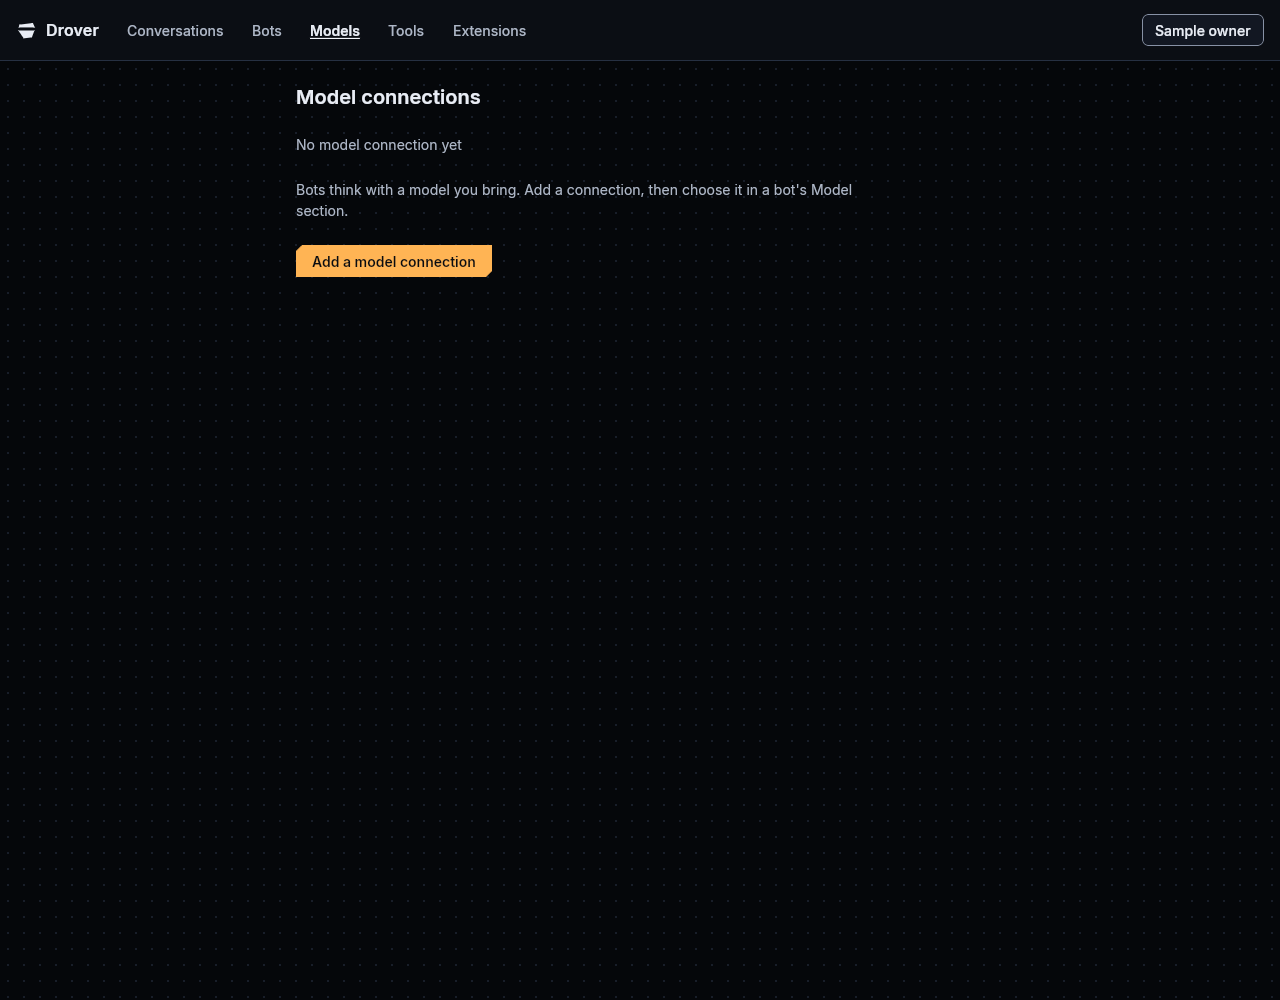 Drover
Conversations
Bots
Models
Tools
Extensions
Sample owner
Model connections
No model connection yet
Bots think with a model you bring. Add a connection, then choose it in a bot's Model
section.
Add a model connection